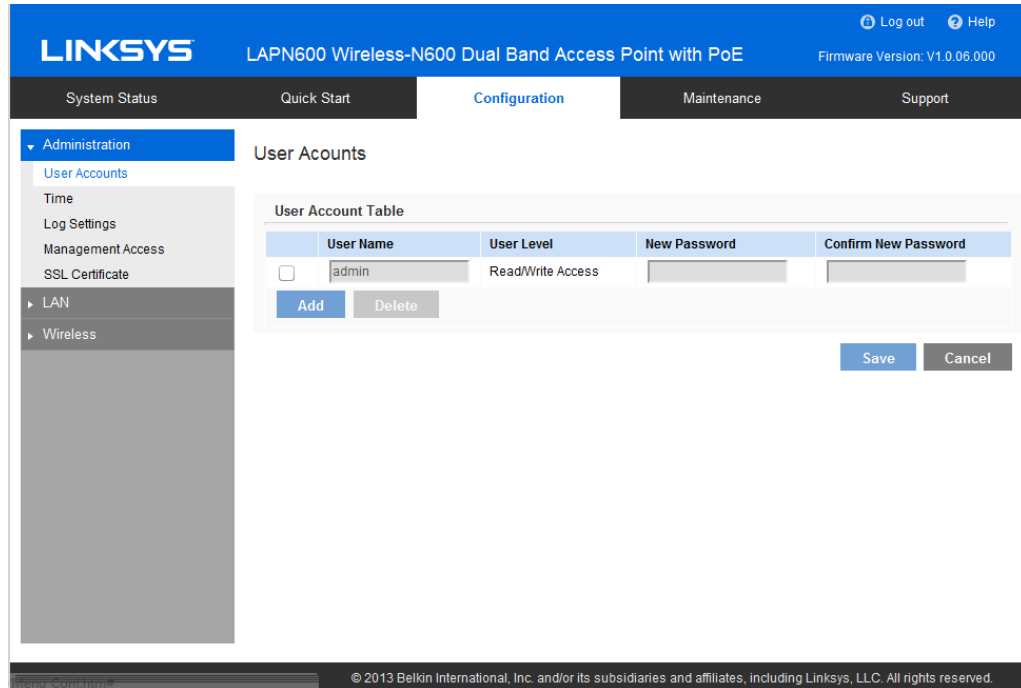 Log out Help
LINKSYS LAPN600 Wireless-N600 Dual Band Access Point with PoE Firmware Version: V1.0.06.000
System Status Quick Start Configuration Maintenance Support
Administration
User Accounts
Time
Log Settings
Management Access
SSL Certificate
LAN
Wireless
User Acounts
User Account Table
User Name User Level New Password Confirm New Password
admin Read/Write Access
Add Delete
Save Cancel
Menu_Conf.htm#
© 2013 Belkin International, Inc. and/or its subsidiaries and affiliates, including Linksys, LLC. All rights reserved.